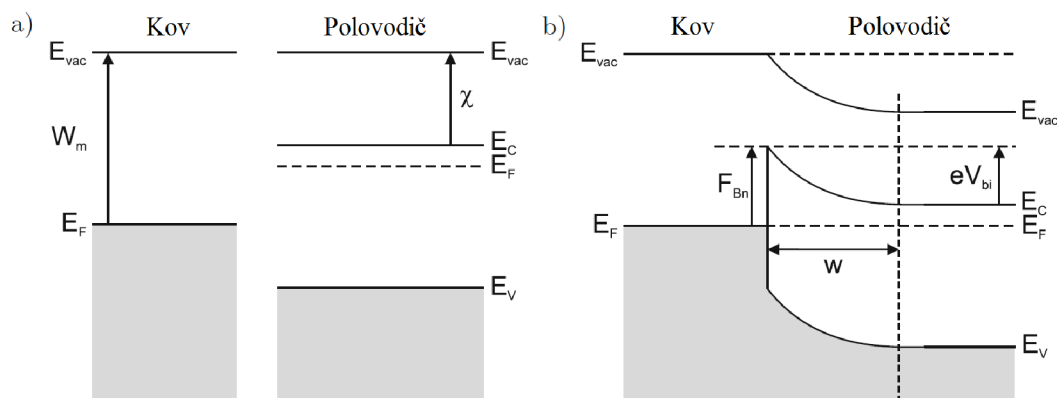 a)
Kov
Polovodič
E_vac
E_vac
W_m
χ
E_C
E_F
E_F
E_V
b)
Kov
Polovodič
E_vac
E_vac
F_Bn
eV_bi
E_C
E_F
E_F
w
E_V